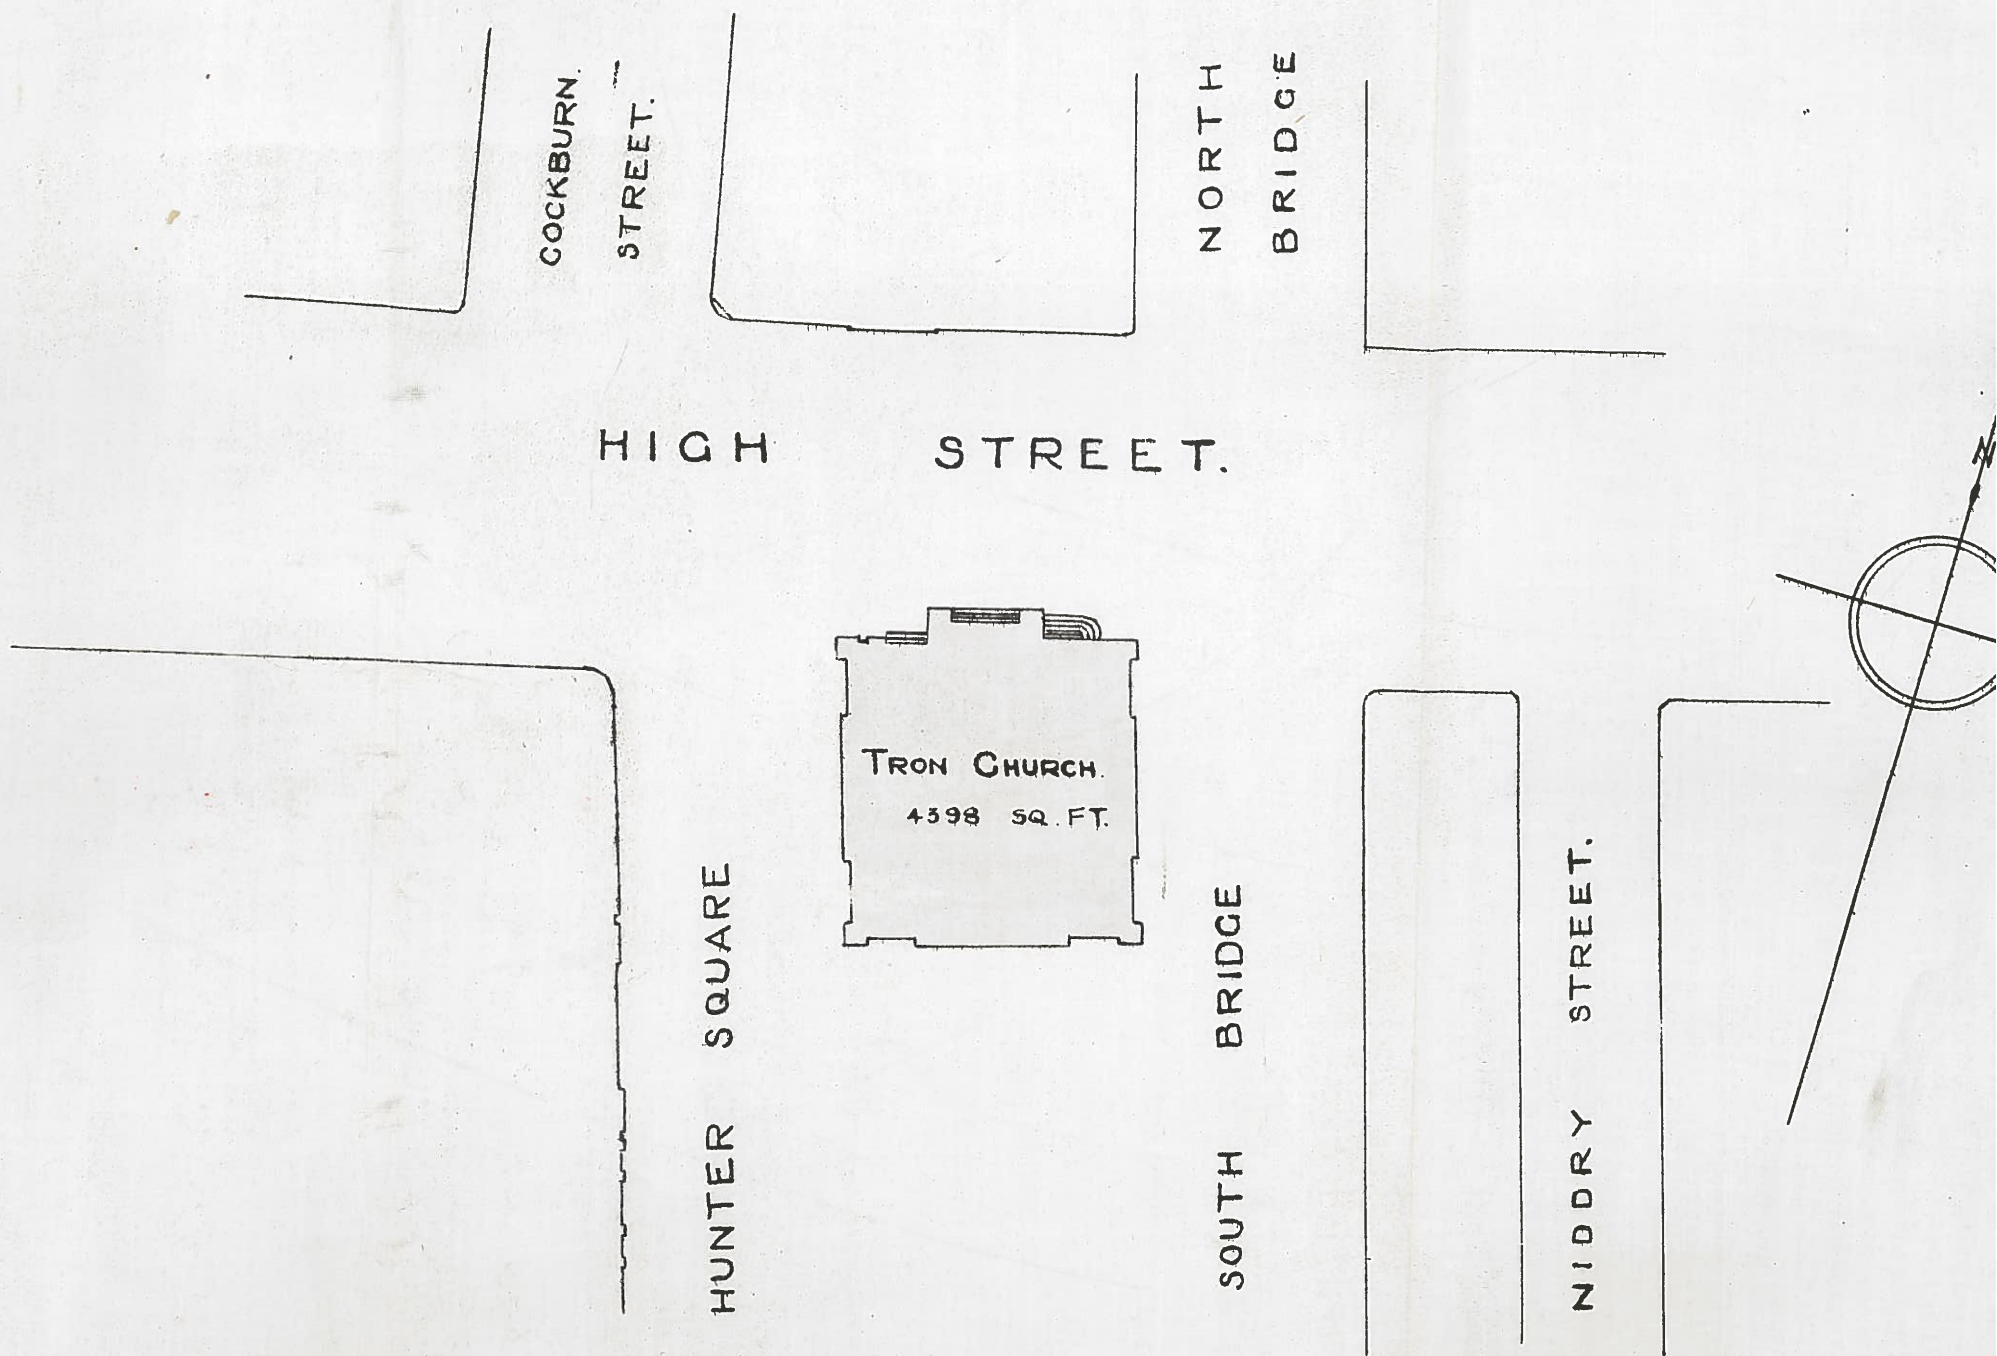 COCKBURN.
STREET.
NORTH
BRIDGE
HIGH STREET.
N
TRON CHURCH.
4398 SQ. FT.
HUNTER SQUARE
SOUTH BRIDGE
NIDDRY STREET.